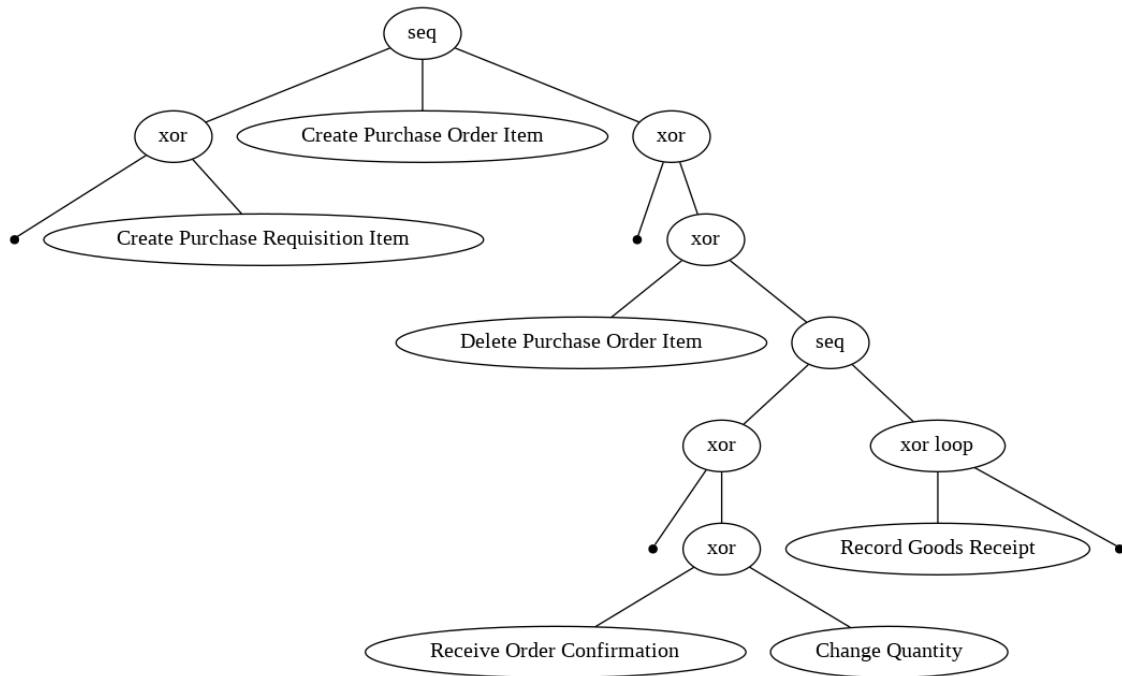 seq
xor
Create Purchase Order Item
xor
Create Purchase Requisition Item
xor
Delete Purchase Order Item
seq
xor
xor loop
xor
Record Goods Receipt
Receive Order Confirmation
Change Quantity